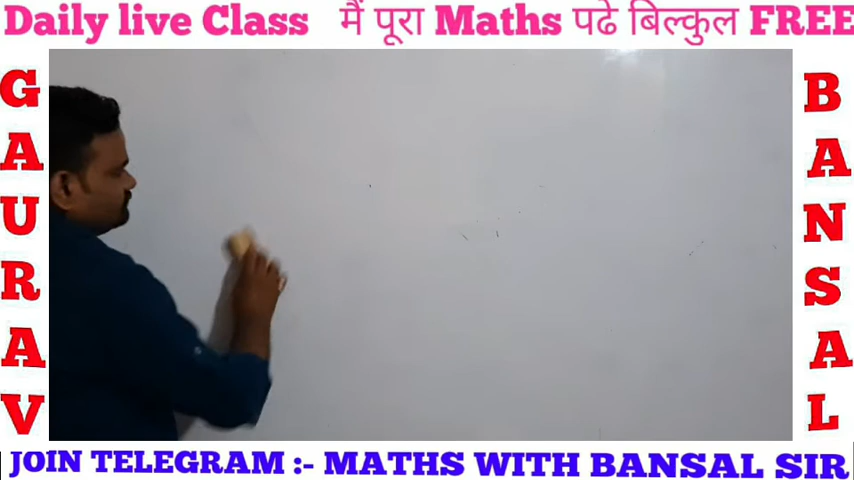 Daily live Class मैं पूरा Maths पढे बिल्कुल FREE
GAURAV
BANSAL
JOIN TELEGRAM :- MATHS WITH BANSAL SIR